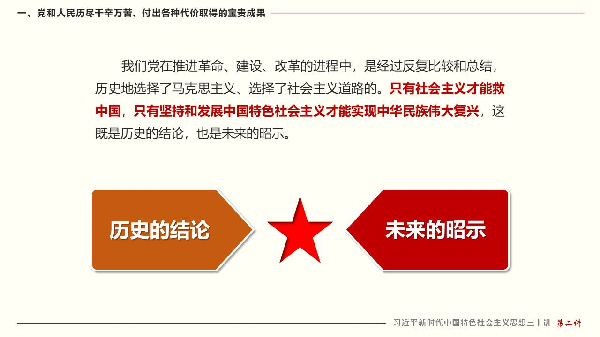 一、党和人民历尽千辛万苦、付出各种代价取得的宝贵成果
我们党在推进革命、建设、改革的进程中，是经过反复比较和总结，
历史地选择了马克思主义、选择了社会主义道路的。只有社会主义才能救
中国，只有坚持和发展中国特色社会主义才能实现中华民族伟大复兴，这
既是历史的结论，也是未来的昭示。
历史的结论
未来的昭示
习近平新时代中国特色社会主义思想三十讲 第二讲